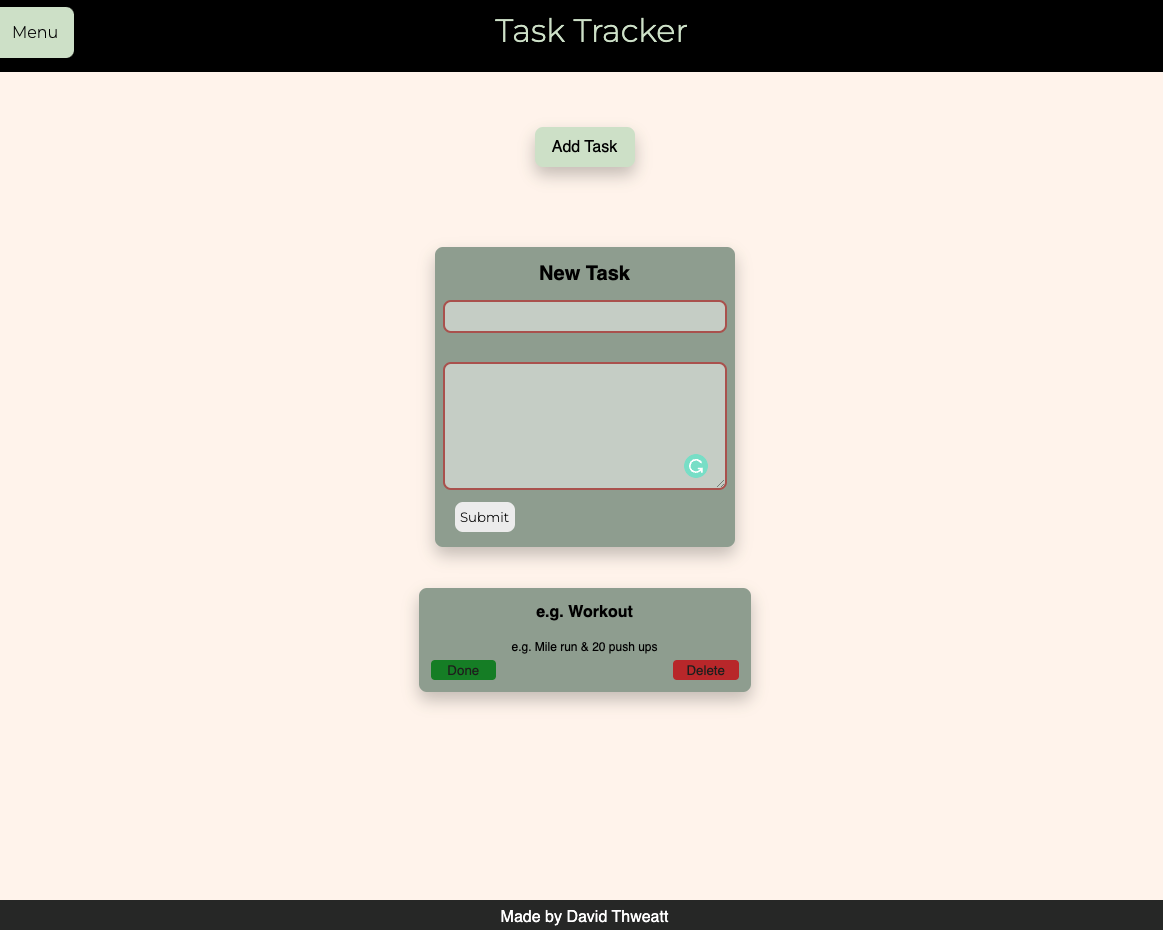 Menu
Task Tracker
Add Task
New Task
Submit
e.g. Workout
e.g. Mile run & 20 push ups
Done
Delete
Made by David Thweatt